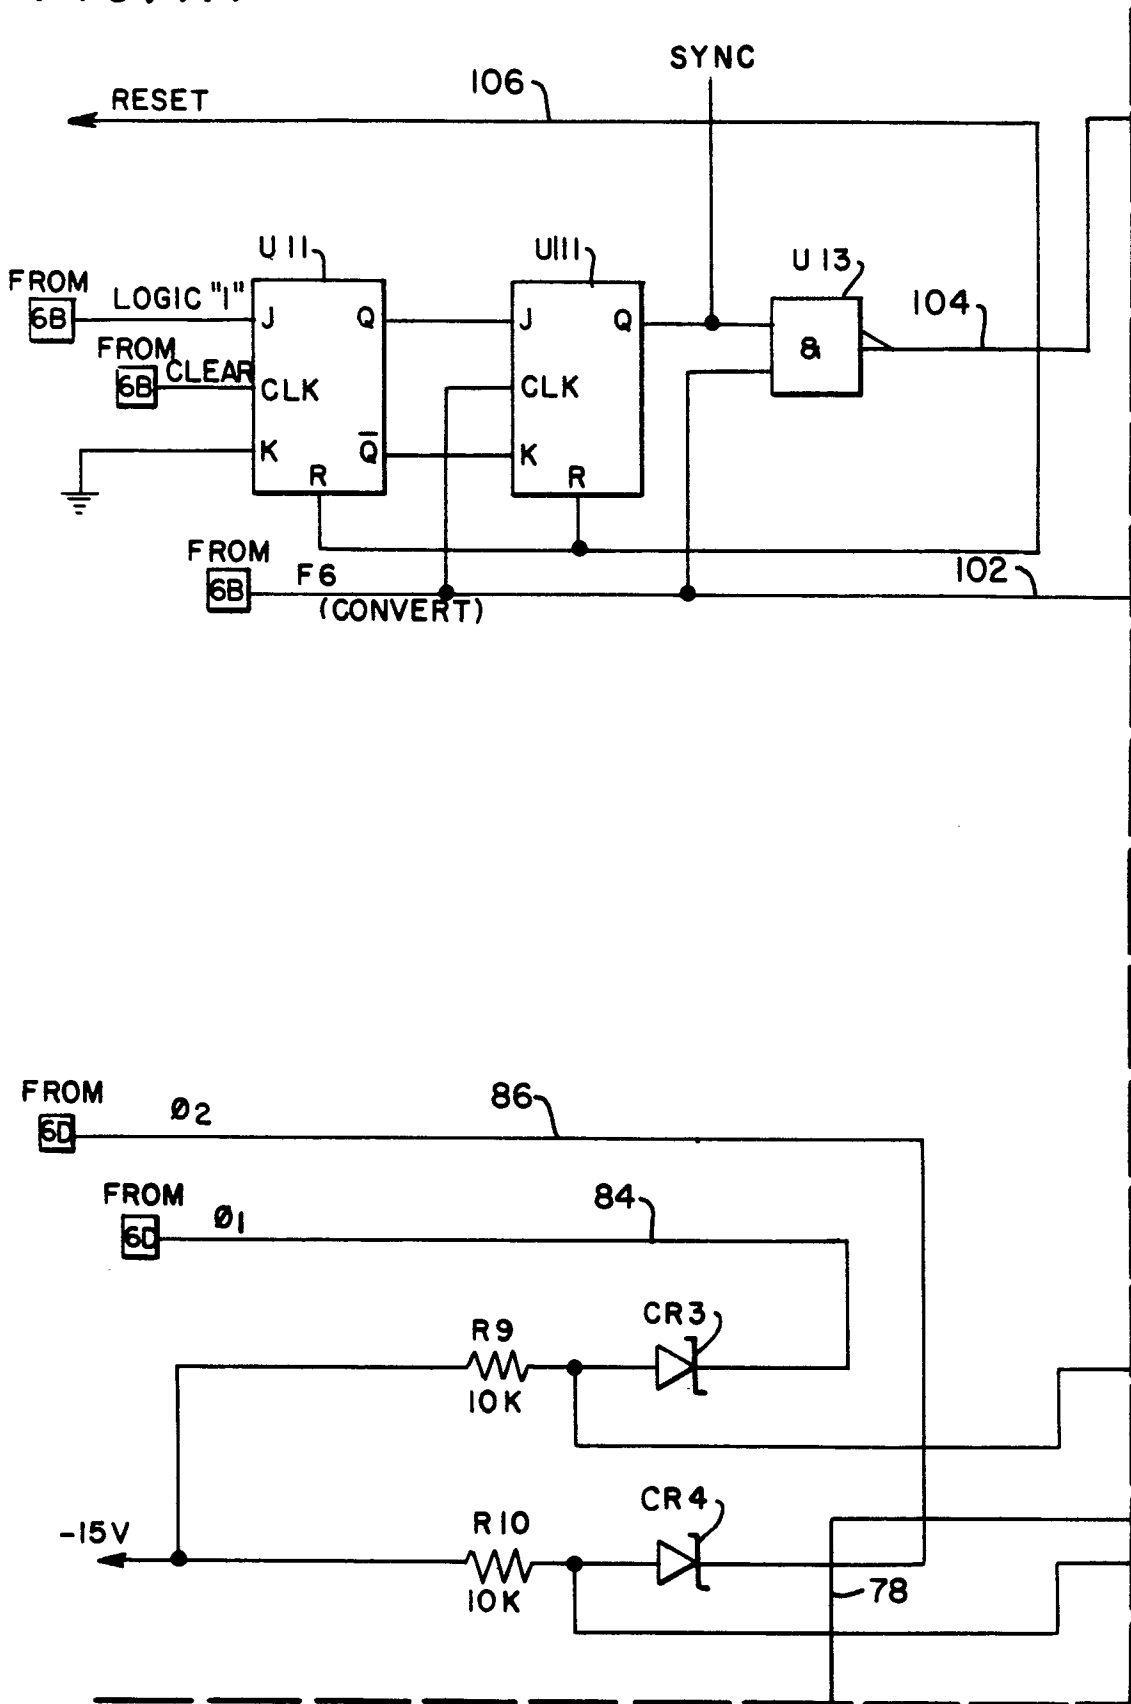 SYNC
106
RESET
U11
U111
U13
FROM
6B
LOGIC "1"
104
J
Q
J
Q
&
FROM
6B
CLEAR
CLK
CLK
K
Q̅
K
R
R
FROM
6B
F6
(CONVERT)
102
FROM
6D
Ø2
86
FROM
6D
Ø1
84
CR3
R9
10K
CR4
-15V
R10
10K
78